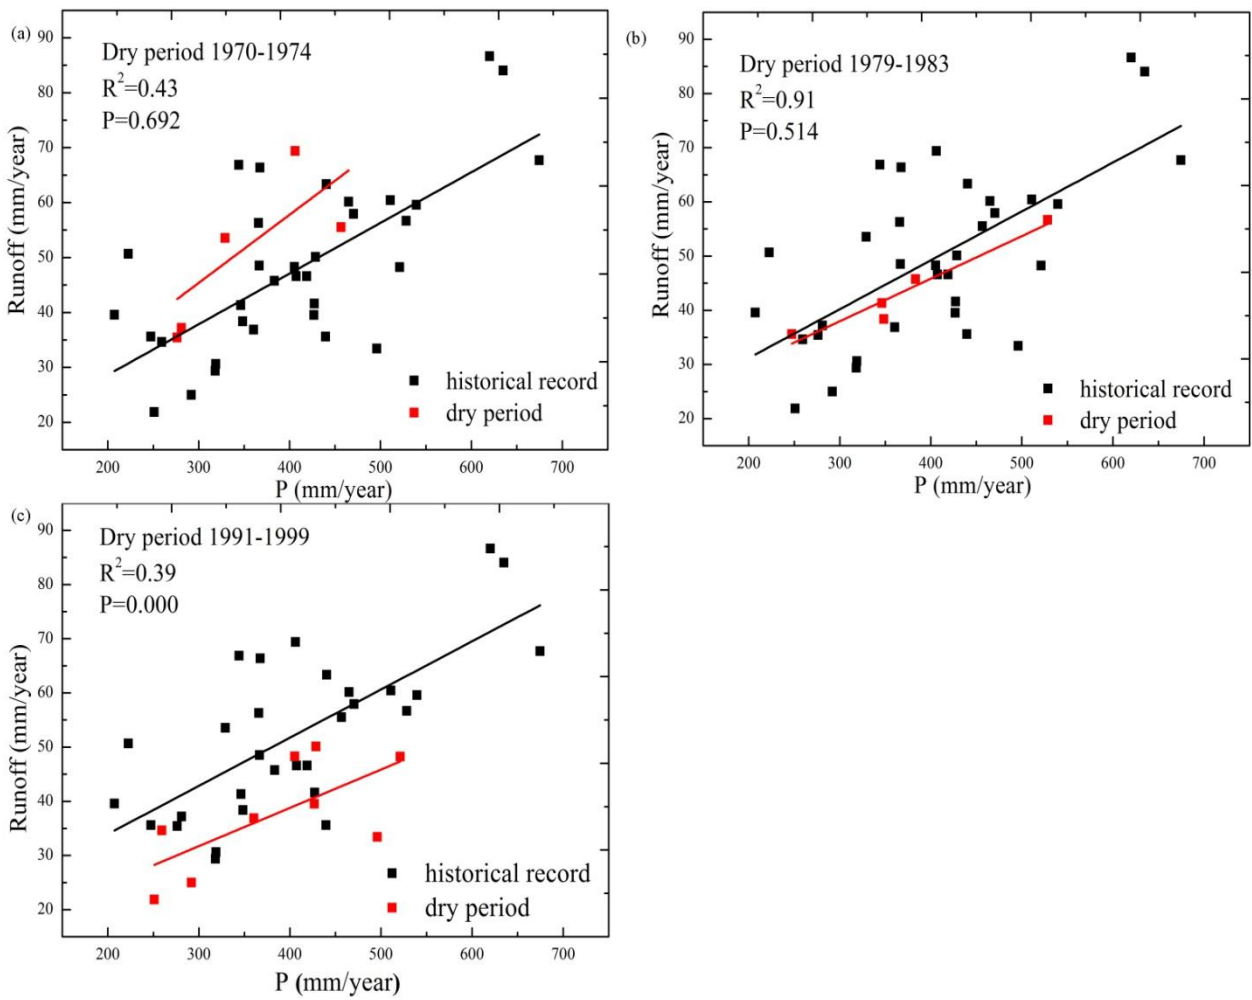 (a)
Dry period 1970-1974
R²=0.43
P=0.692
90
80
70
60
50
40
30
20
Runoff (mm/year)
historical record
dry period
200 300 400 500 600 700
P (mm/year)
(b)
Dry period 1979-1983
R²=0.91
P=0.514
90
80
70
60
50
40
30
20
Runoff (mm/year)
historical record
dry period
200 300 400 500 600 700
P (mm/year)
(c)
Dry period 1991-1999
R²=0.39
P=0.000
90
80
70
60
50
40
30
20
Runoff (mm/year)
historical record
dry period
200 300 400 500 600 700
P (mm/year)